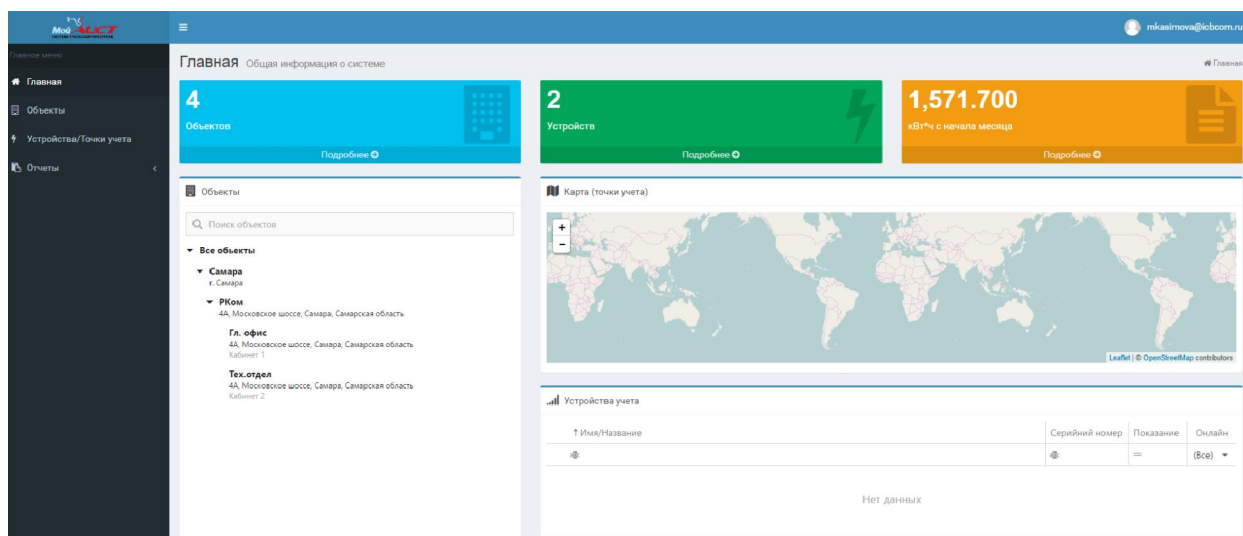 Мой АИСТ
mkasimova@icbcom.ru
Главное меню
Главная
Объекты
Устройства/Точки учета
Отчеты
Главная Общая информация о системе
Главная
4
Объектов
Подробнее
2
Устройств
Подробнее
1,571.700
кВт*ч с начала месяца
Подробнее
Объекты
Поиск объектов
Все объекты
Самара
г. Самара
РКом
4А, Московское шоссе, Самара, Самарская область
Гл. офис
4А, Московское шоссе, Самара, Самарская область
Кабинет 1
Тех.отдел
4А, Московское шоссе, Самара, Самарская область
Кабинет 2
Карта (точки учета)
+
−
Leaflet | © OpenStreetMap contributors
Устройства учета
Имя/Название Серийный номер Показание Онлайн
(Все)
Нет данных